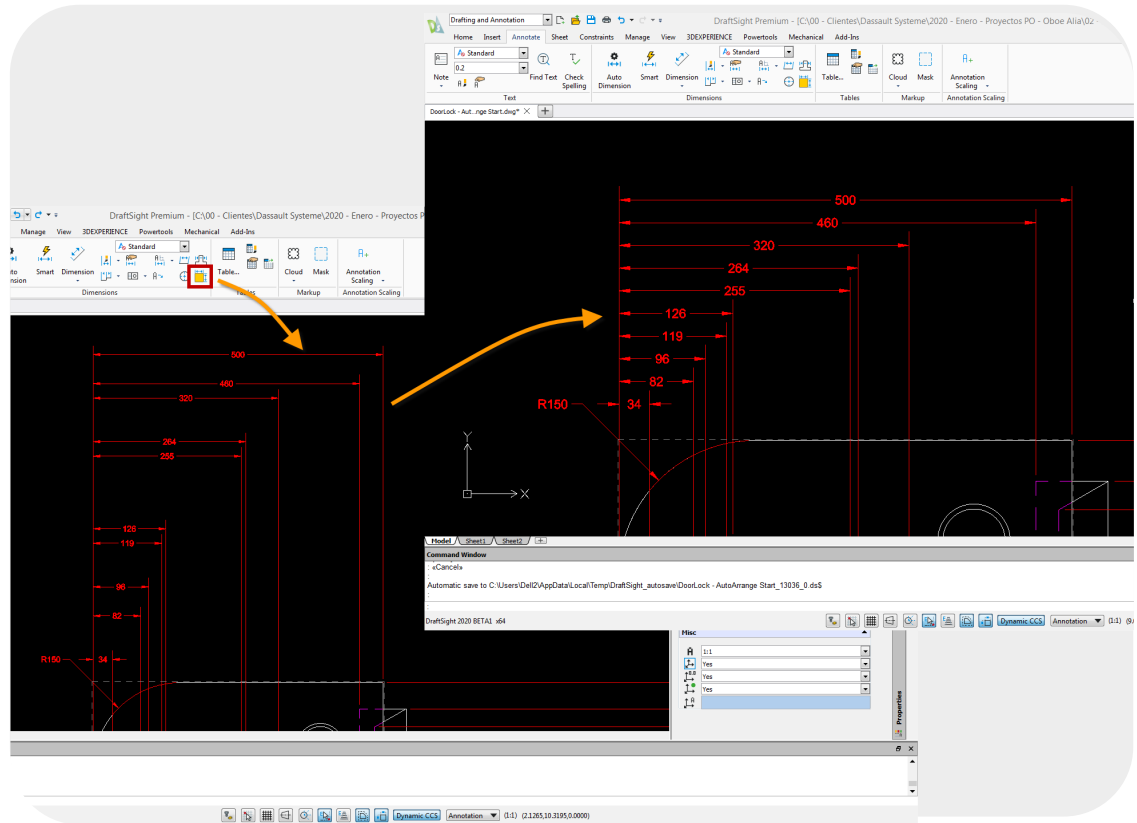 Drafting and Annotation
DraftSight Premium - [C:\00 - Clientes\Dassault Systeme\2020 - Enero - Proyectos PO - Oboe Alia\02 -
Home Insert Annotate Sheet Constraints Manage View 3DEXPERIENCE Powertools Mechanical Add-Ins
Standard
0.2
Note
Find Text
Check Spelling
Auto Dimension
Smart
Dimension
Standard
Table...
Cloud
Mask
Annotation Scaling
Text
Dimensions
Tables
Markup
Annotation Scaling
DoorLock - Aut...nge Start.dwg*
500
460
320
264
255
126
119
96
82
R150
34
Y
X
Model Sheet1 Sheet2
Command Window
: «Cancel»
:
Automatic save to C:\Users\Dell2\AppData\Local\Temp\DraftSight_autosave\DoorLock - AutoArrange Start_13036_0.ds$
:
:
DraftSight 2020 BETA1 x64
Dynamic CCS
Annotation
(1:1)
DraftSight Premium - [C:\00 - Clientes\Dassault Systeme\2020 - Enero - Proyectos P
Manage View 3DEXPERIENCE Powertools Mechanical Add-Ins
Standard
Smart
Dimension
Table...
Cloud
Mask
Annotation Scaling
Dimensions
Tables
Markup
Annotation Scaling
500
460
320
264
255
126
119
96
82
R150
34
Misc
1:1
Yes
Yes
Yes
Properties
Dynamic CCS
Annotation
(1:1) (2.1265,10.3195,0.0000)